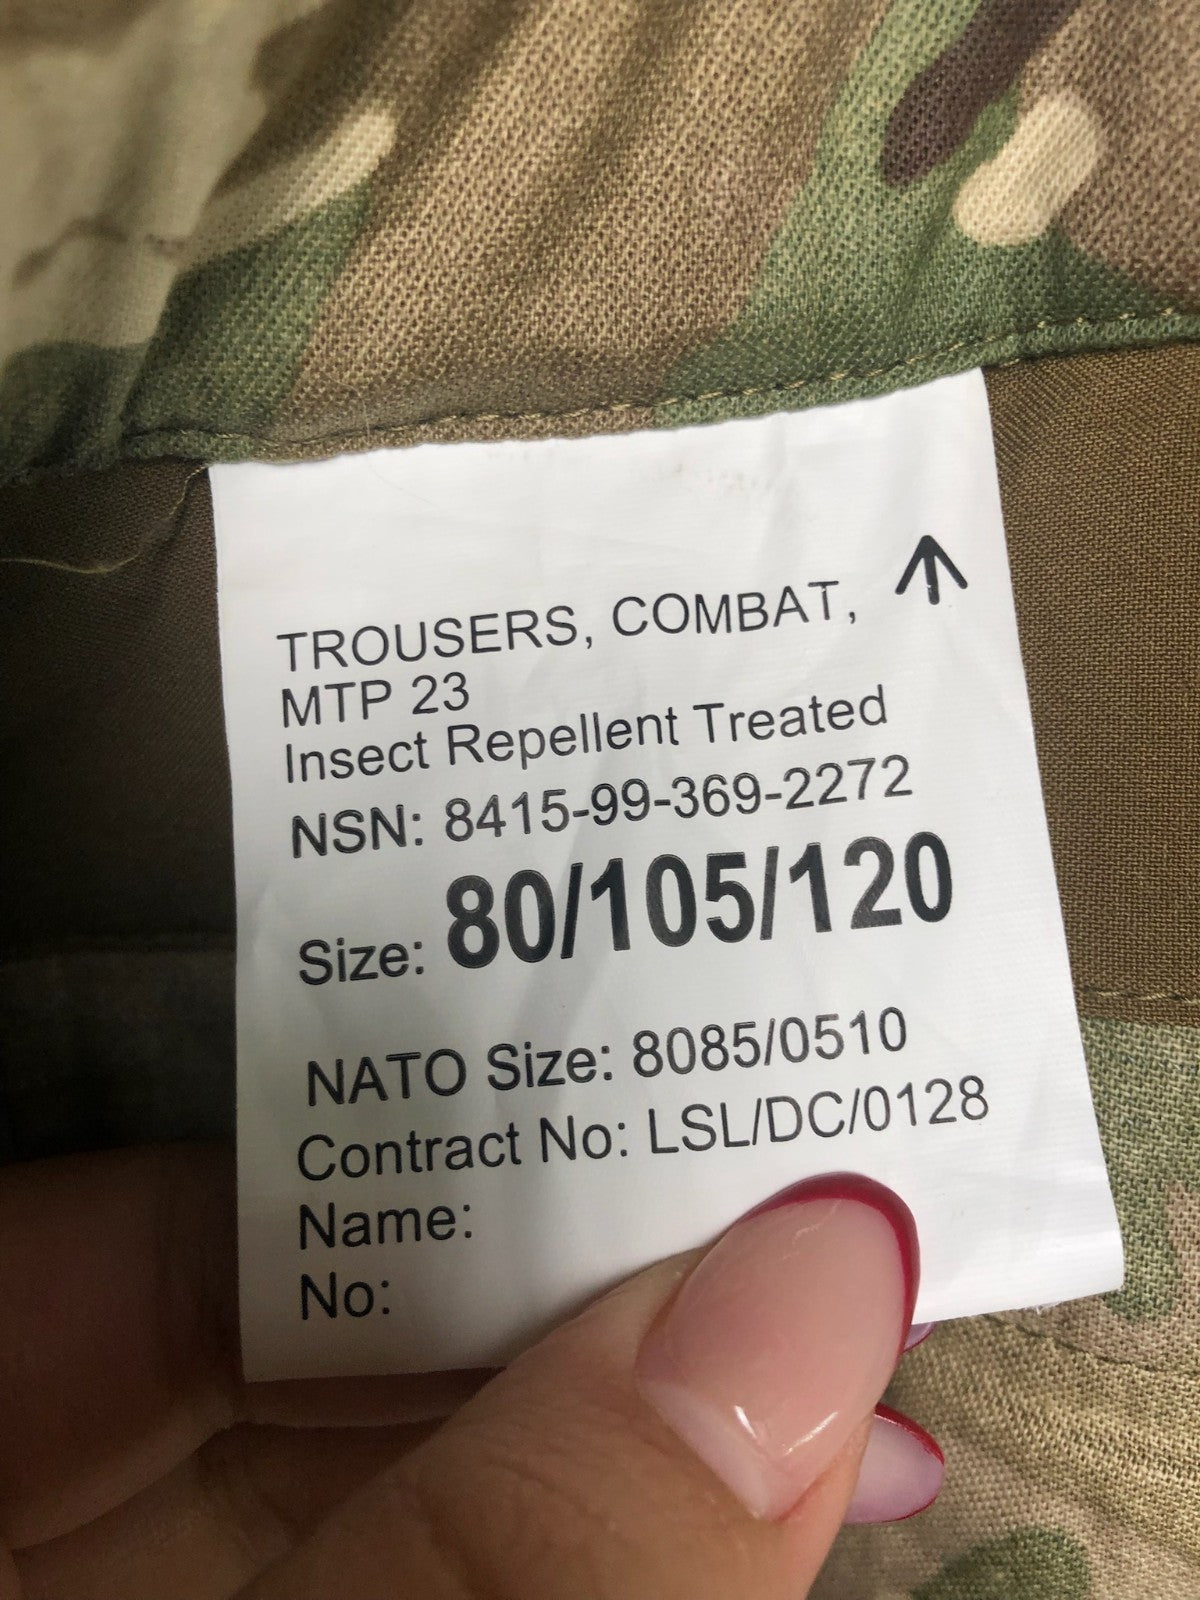 TROUSERS, COMBAT,
MTP 23
Insect Repellent Treated
NSN: 8415-99-369-2272
Size: 80/105/120
NATO Size: 8085/0510
Contract No: LSL/DC/0128
Name:
No: